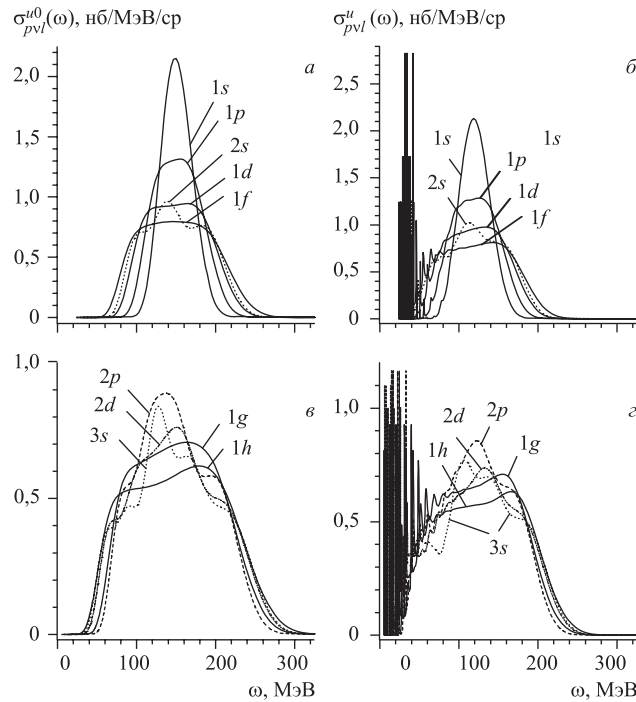 σ^{u0}_{pνl}(ω), нб/МэВ/ср
σ^{u}_{pνl}(ω), нб/МэВ/ср
а
2,0
1,5
1,0
0,5
0
1s
1p
2s
1d
1f
б
2,5
2,0
1,5
1,0
0,5
0
1s
1s
1p
2s
1d
1f
в
1,0
0,5
0
2p
2d
3s
1g
1h
0 100 200 300
ω, МэВ
г
1,0
0,5
0
2p
2d
1h
1g
3s
0 100 200 300
ω, МэВ